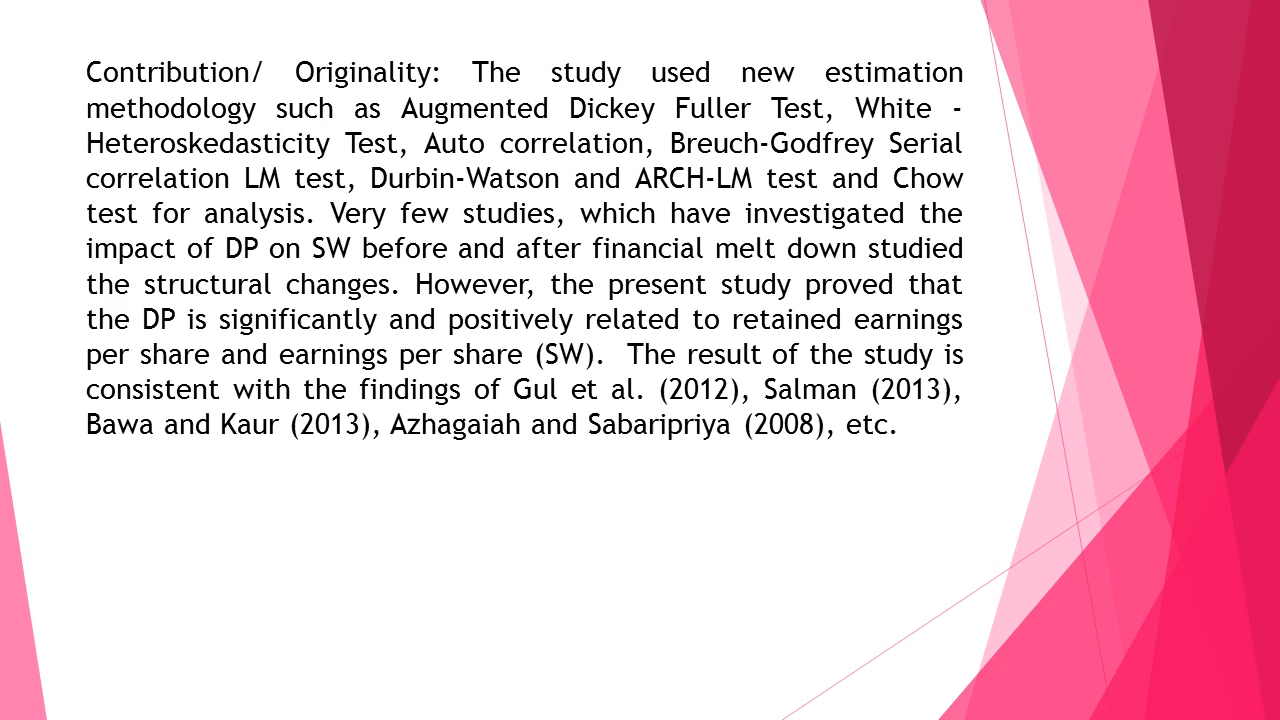 Contribution/ Originality: The study used new estimation
methodology such as Augmented Dickey Fuller Test, White -
Heteroskedasticity Test, Auto correlation, Breuch-Godfrey Serial
correlation LM test, Durbin-Watson and ARCH-LM test and Chow
test for analysis. Very few studies, which have investigated the
impact of DP on SW before and after financial melt down studied
the structural changes. However, the present study proved that
the DP is significantly and positively related to retained earnings
per share and earnings per share (SW). The result of the study is
consistent with the findings of Gul et al. (2012), Salman (2013),
Bawa and Kaur (2013), Azhagaiah and Sabaripriya (2008), etc.